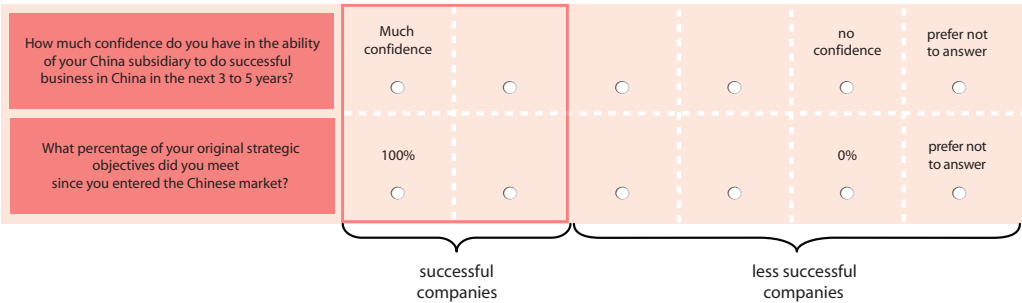 How much confidence do you have in the ability
of your China subsidiary to do successful
business in China in the next 3 to 5 years?
Much
confidence
no
confidence
prefer not
to answer
What percentage of your original strategic
objectives did you meet
since you entered the Chinese market?
100%
0%
prefer not
to answer
successful
companies
less successful
companies